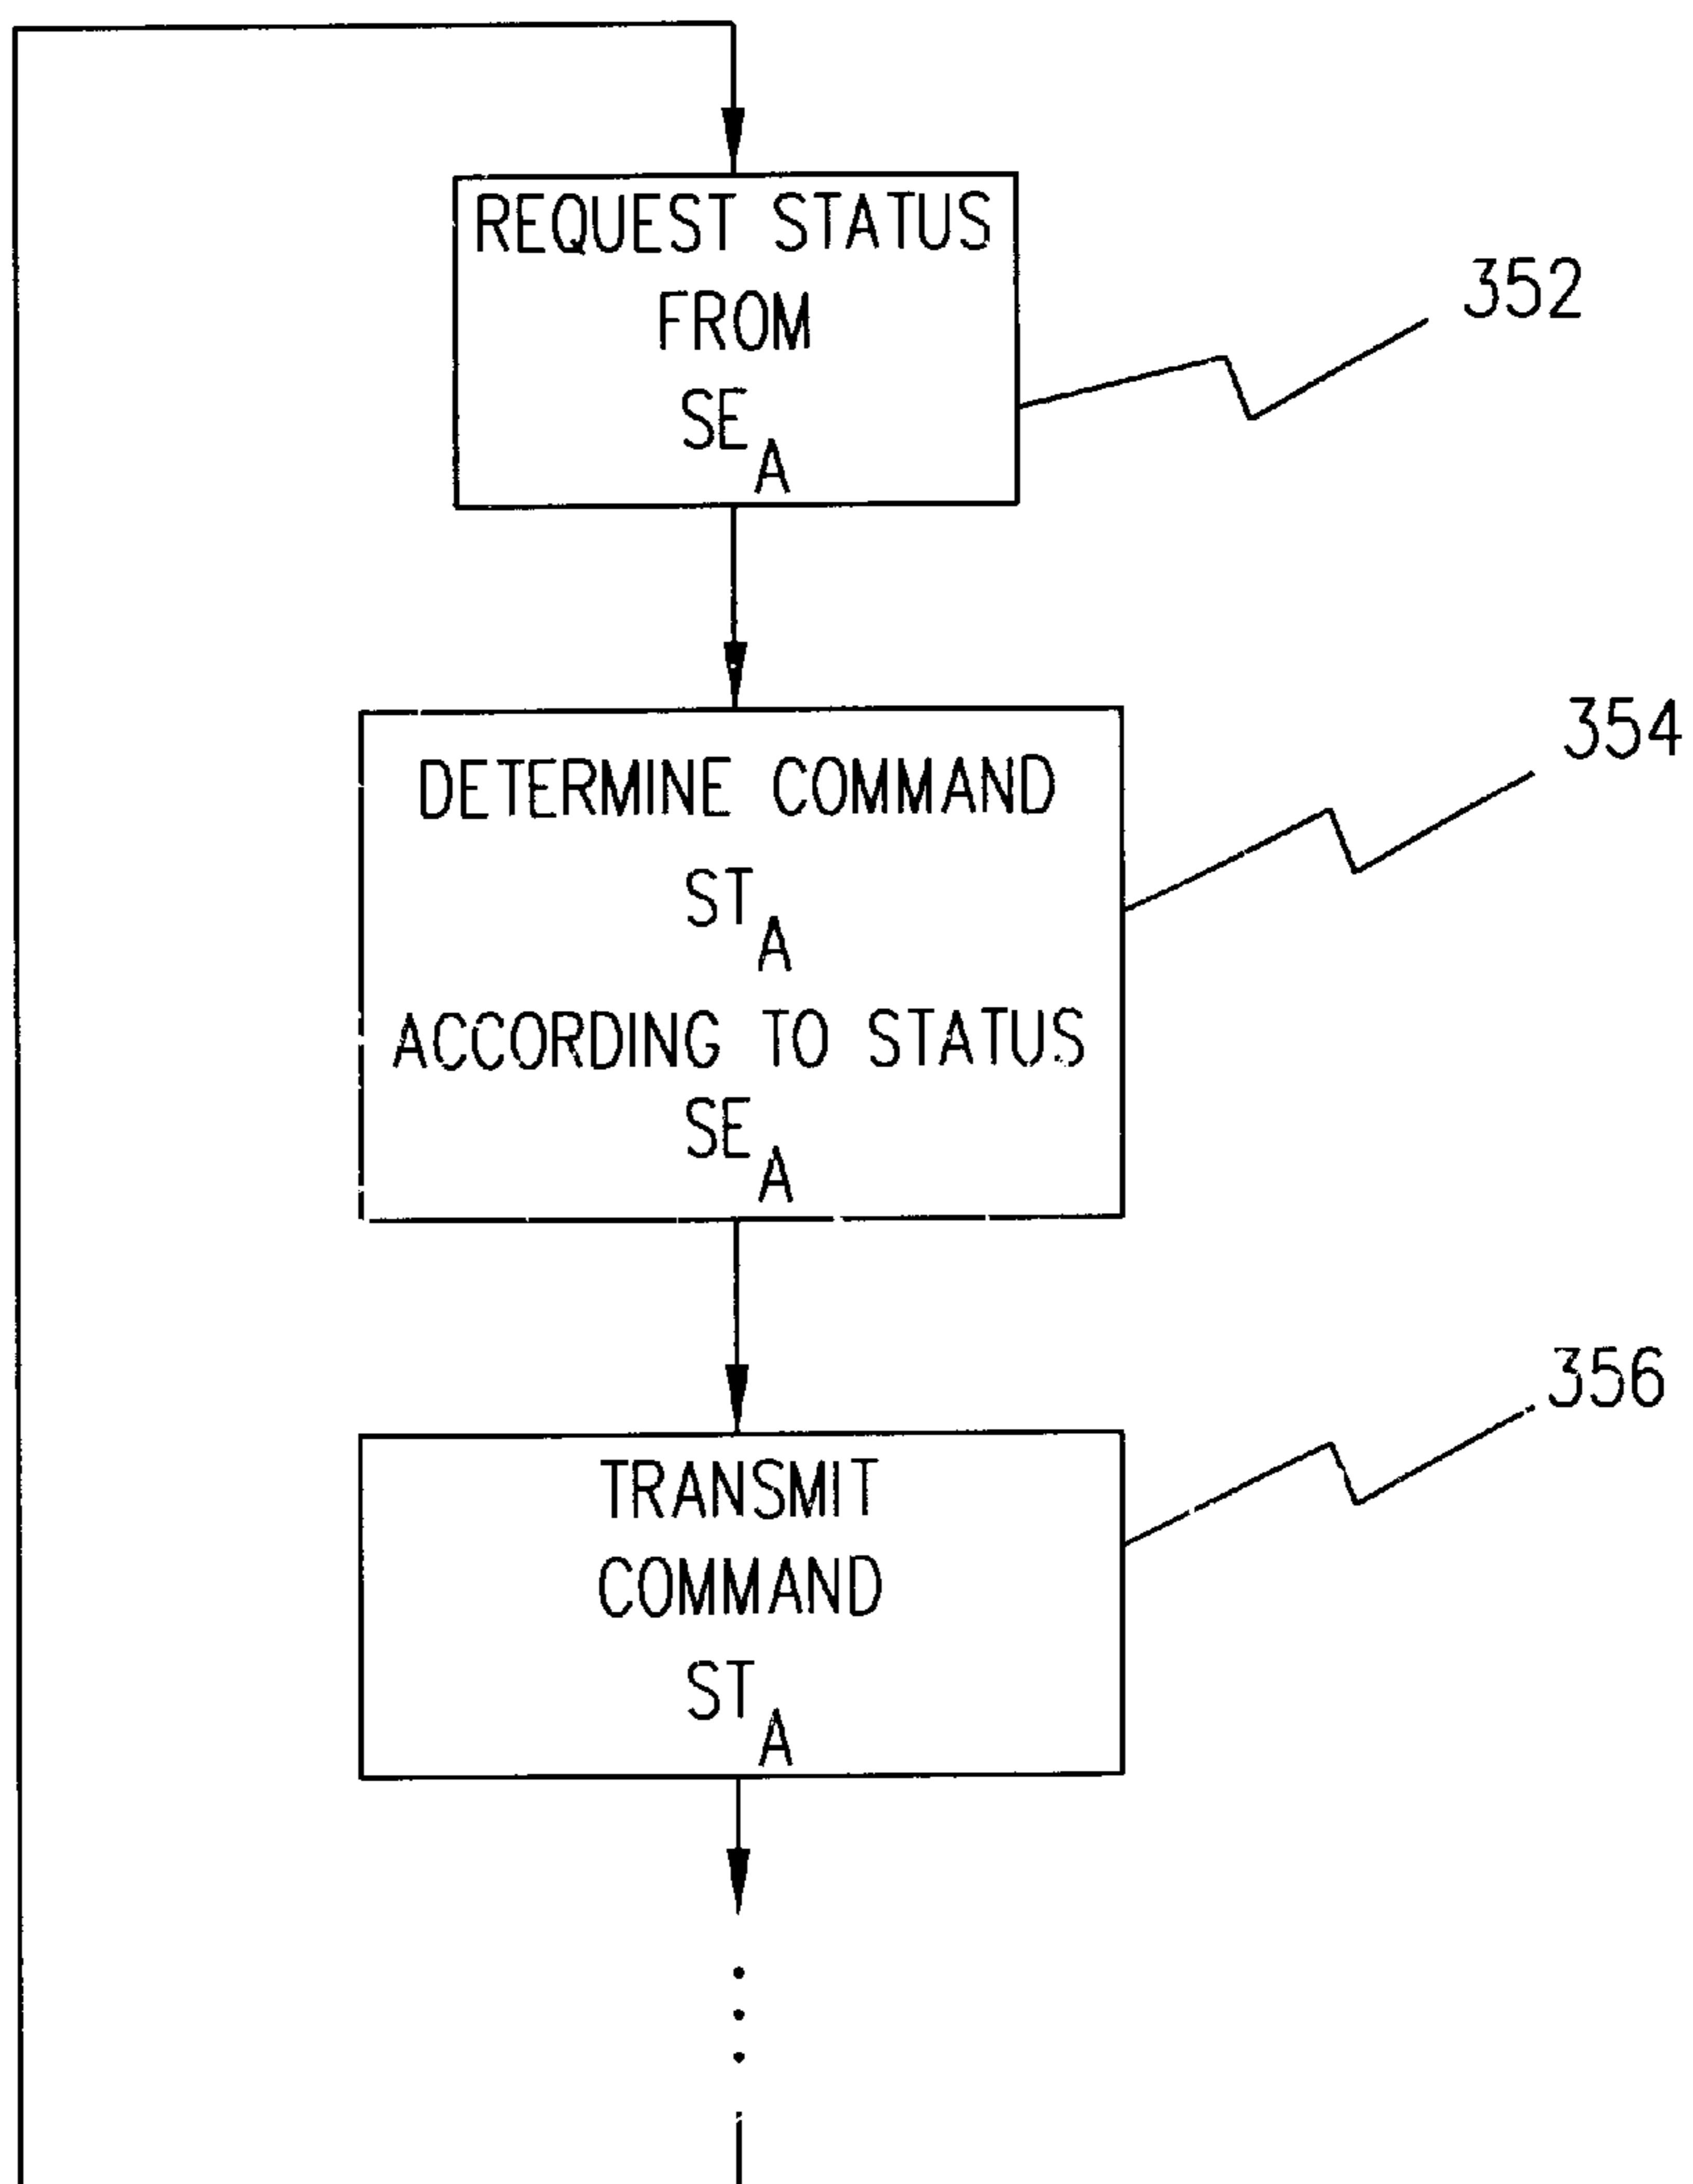 REQUEST STATUS
FROM
SE A
352
DETERMINE COMMAND
ST A
ACCORDING TO STATUS
SE A
354
TRANSMIT
COMMAND
ST A
356